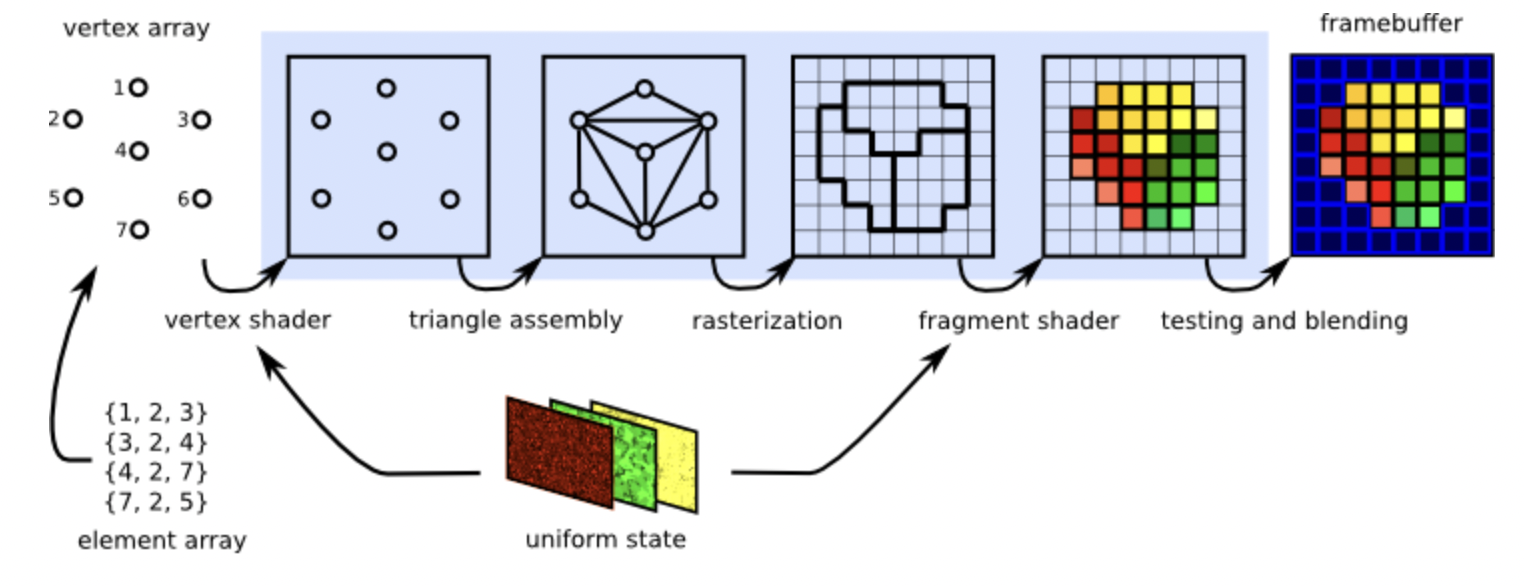 vertex array
framebuffer
1
2
3
4
5
6
7
vertex shader
triangle assembly
rasterization
fragment shader
testing and blending
{1, 2, 3}
{3, 2, 4}
{4, 2, 7}
{7, 2, 5}
element array
uniform state